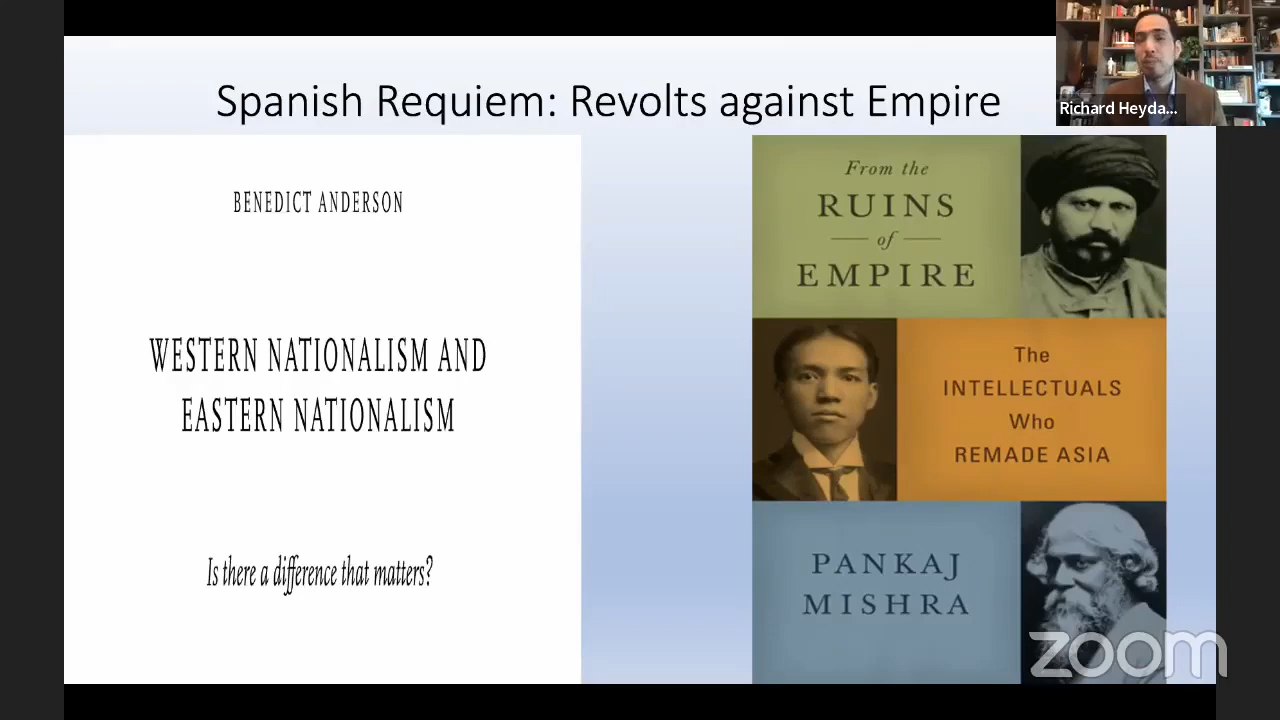 Spanish Requiem: Revolts against Empire
Richard Heyda...
BENEDICT ANDERSON
WESTERN NATIONALISM AND
EASTERN NATIONALISM
Is there a difference that matters?
From the
RUINS
of
EMPIRE
The
INTELLECTUALS
Who
REMADE ASIA
PANKAJ
MISHRA
zoom